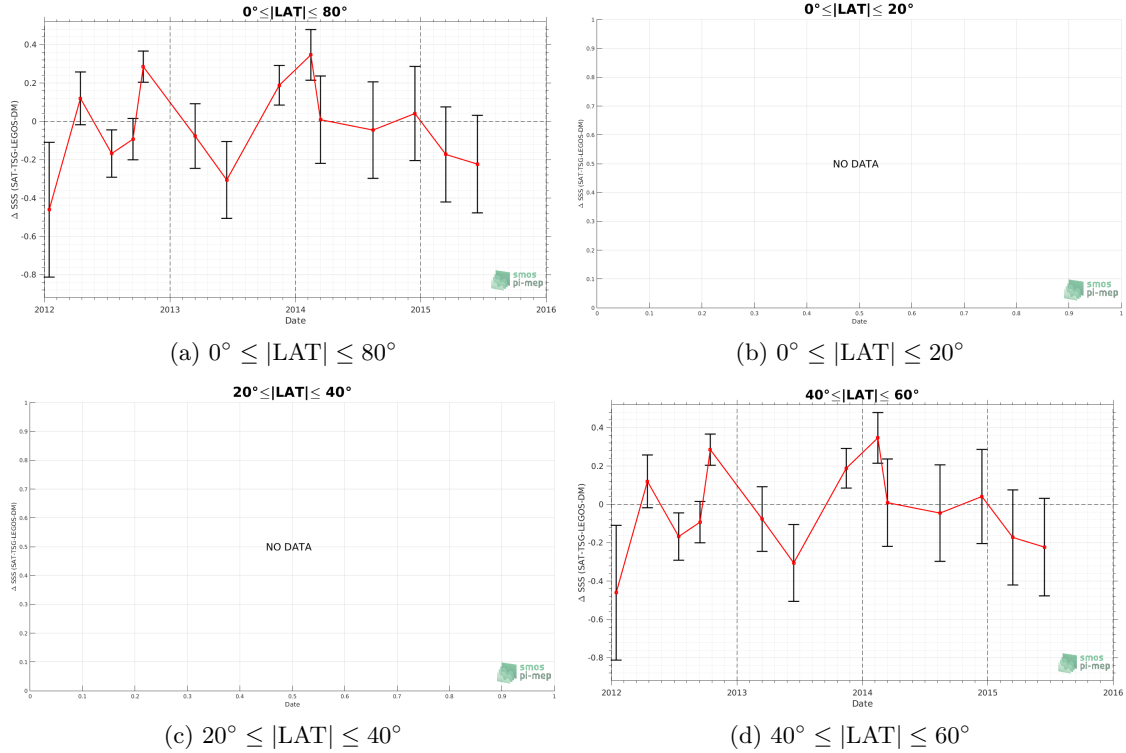 0°≤|LAT|≤ 80°
0.4
0.2
0
-0.2
-0.4
-0.6
-0.8
Δ SSS (SAT-TSG-LEGOS-DM)
2012
2013
2014
2015
2016
Date
smos
pi-mep
(a) 0° ≤ |LAT| ≤ 80°
0°≤|LAT|≤ 20°
1
0.9
0.8
0.7
0.6
0.5
0.4
0.3
0.2
0.1
0
Δ SSS (SAT-TSG-LEGOS-DM)
NO DATA
0
0.1
0.2
0.3
0.4
0.5
0.6
0.7
0.8
0.9
1
Date
smos
pi-mep
(b) 0° ≤ |LAT| ≤ 20°
20°≤|LAT|≤ 40°
1
0.9
0.8
0.7
0.6
0.5
0.4
0.3
0.2
0.1
0
Δ SSS (SAT-TSG-LEGOS-DM)
NO DATA
0
0.1
0.2
0.3
0.4
0.5
0.6
0.7
0.8
0.9
1
Date
smos
pi-mep
(c) 20° ≤ |LAT| ≤ 40°
40°≤|LAT|≤ 60°
0.4
0.2
0
-0.2
-0.4
-0.6
-0.8
Δ SSS (SAT-TSG-LEGOS-DM)
2012
2013
2014
2015
2016
Date
smos
pi-mep
(d) 40° ≤ |LAT| ≤ 60°